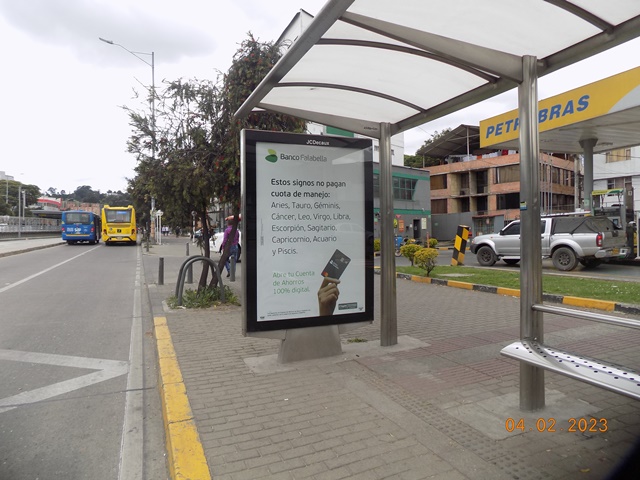 JCDecaux
Banco Falabella
Estos signos no pagan
cuota de manejo:
Aries, Tauro, Géminis,
Cáncer, Leo, Virgo, Libra,
Escorpión, Sagitario,
Capricornio, Acuario
y Piscis.
Abre tu Cuenta
de Ahorros
100% digital.
PETROBRAS
04 02 2023